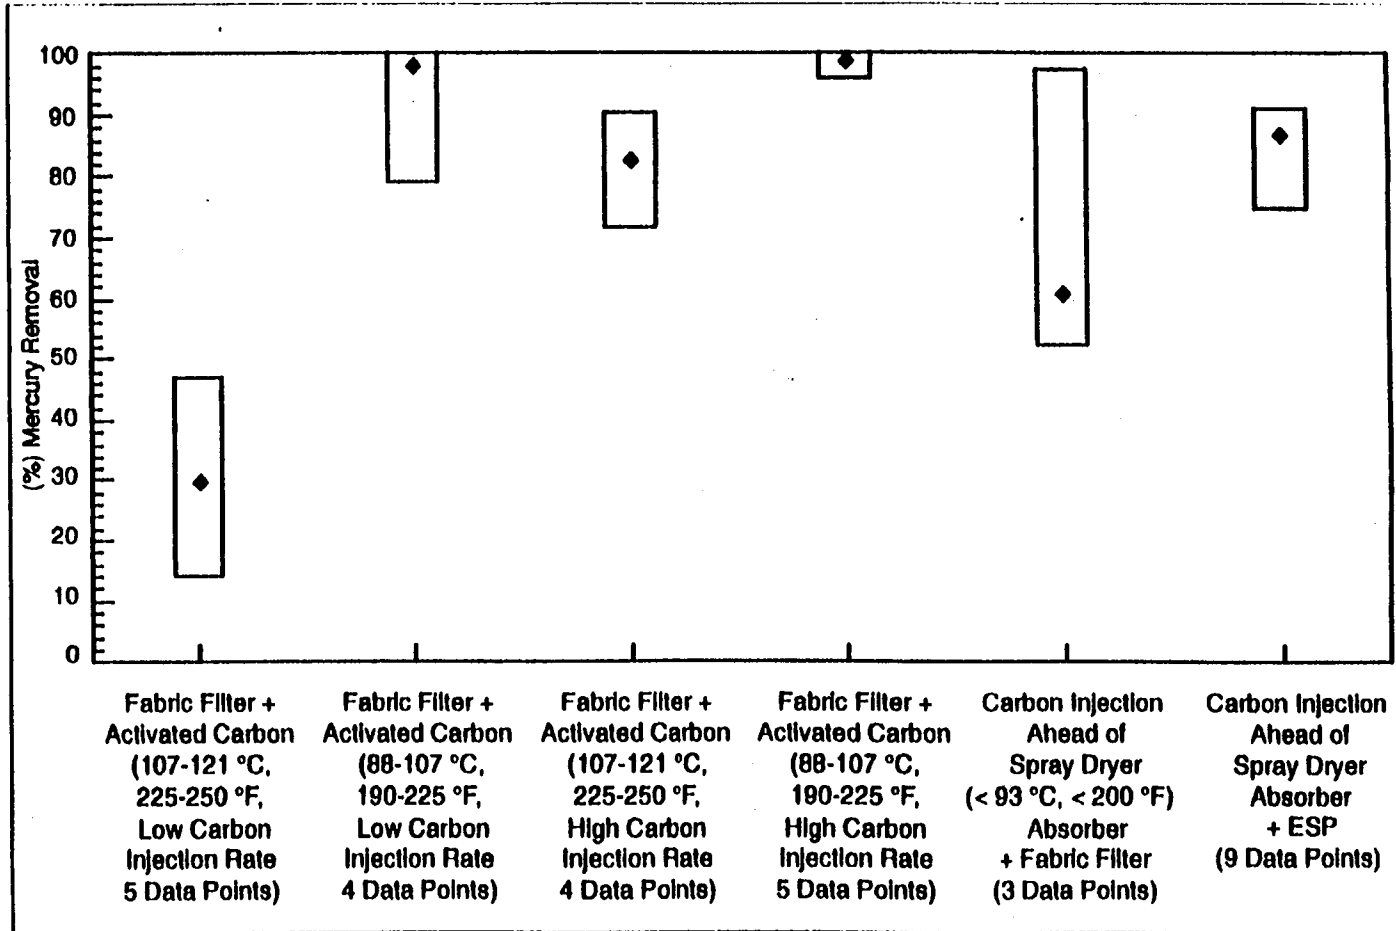 100
90
80
70
60
50
40
30
20
10
0
(%) Mercury Removal
Fabric Filter +
Activated Carbon
(107-121 °C,
225-250 °F,
Low Carbon
Injection Rate
5 Data Points)
Fabric Filter +
Activated Carbon
(88-107 °C,
190-225 °F,
Low Carbon
Injection Rate
4 Data Points)
Fabric Filter +
Activated Carbon
(107-121 °C,
225-250 °F,
High Carbon
Injection Rate
4 Data Points)
Fabric Filter +
Activated Carbon
(88-107 °C,
190-225 °F,
High Carbon
Injection Rate
5 Data Points)
Carbon Injection
Ahead of
Spray Dryer
(< 93 °C, < 200 °F)
Absorber
+ Fabric Filter
(3 Data Points)
Carbon Injection
Ahead of
Spray Dryer
Absorber
+ ESP
(9 Data Points)